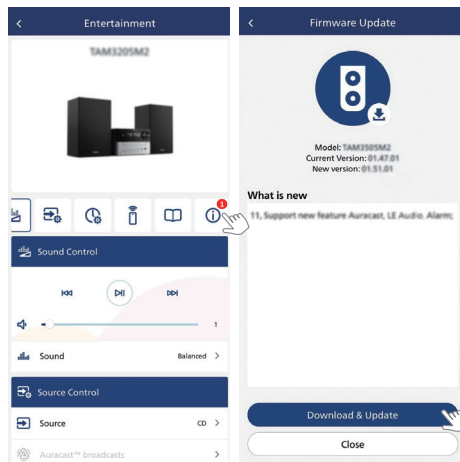 Entertainment
TAM3205M2
1
Sound Control
1
Sound
Balanced
Source Control
Source
CD
Auracast™ broadcasts
Firmware Update
Model: TAM3505M2
Current Version: 01.47.01
New version: 01.51.01
What is new
11, Support new feature Auracast, LE Audio, Alarm;
Download & Update
Close